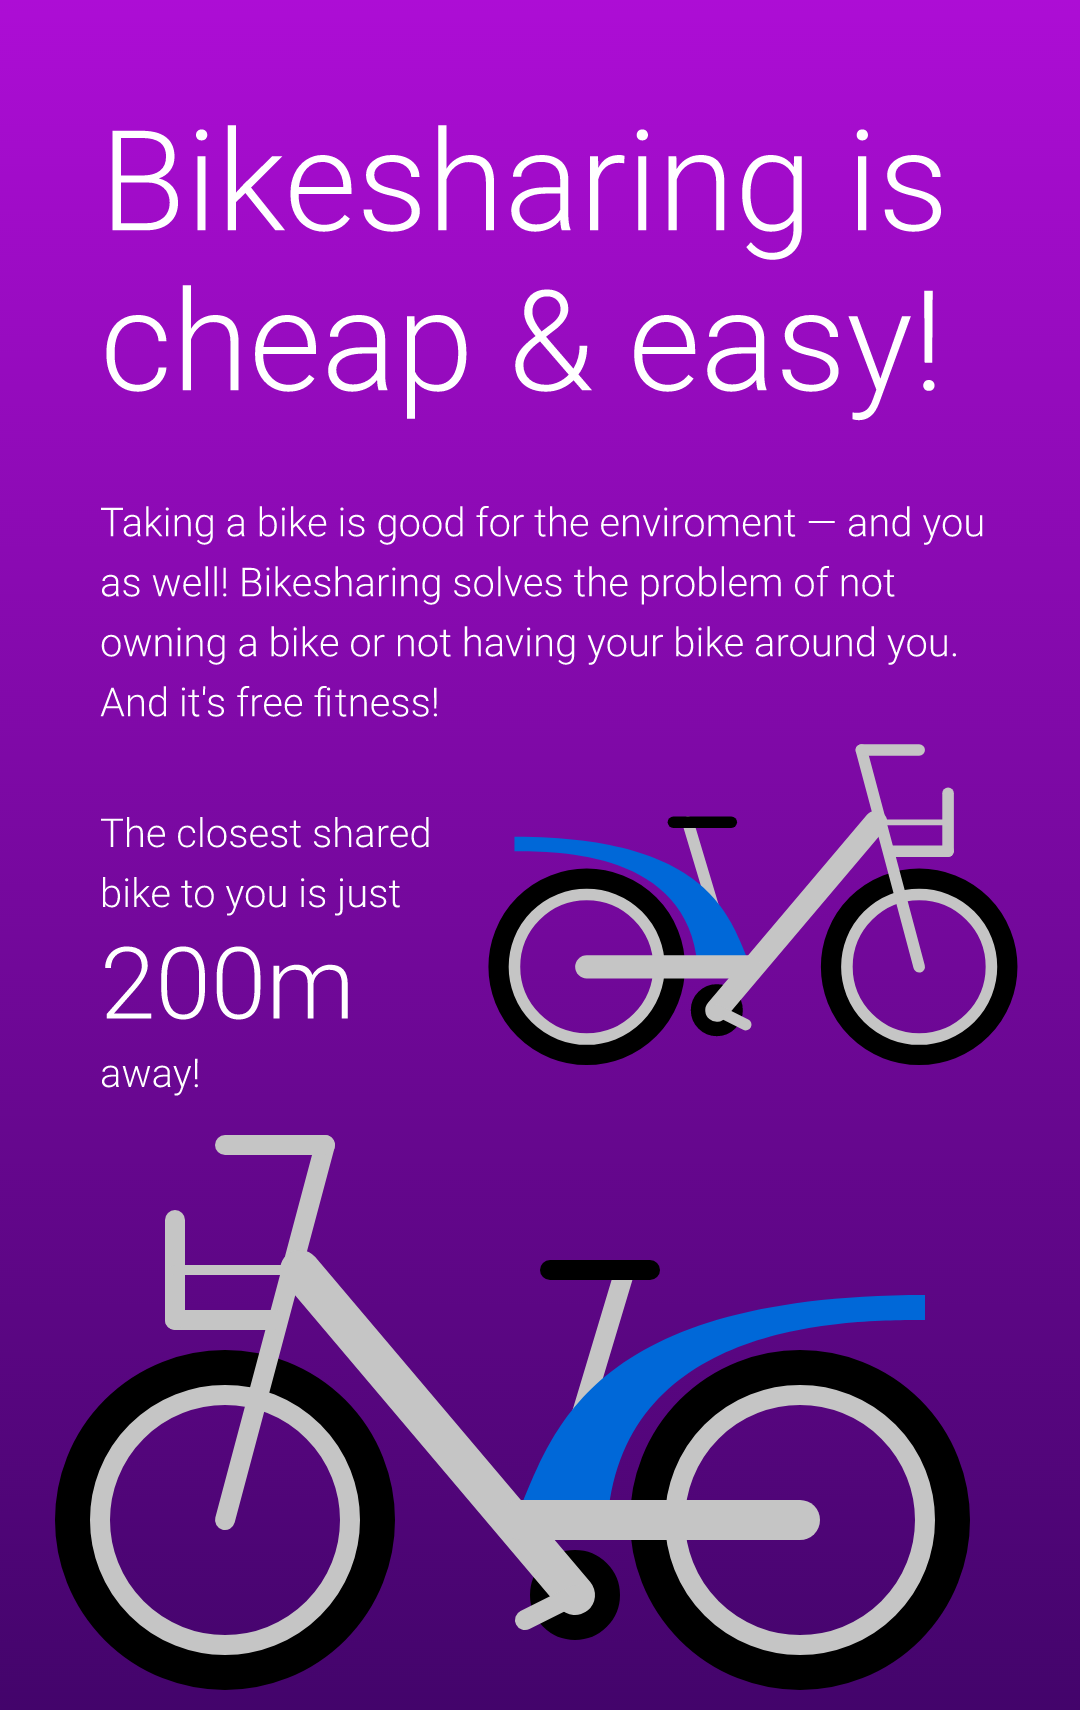 Bikesharing is
cheap & easy!
Taking a bike is good for the enviroment — and you
as well! Bikesharing solves the problem of not
owning a bike or not having your bike around you.
And it's free fitness!
The closest shared
bike to you is just
200m
away!